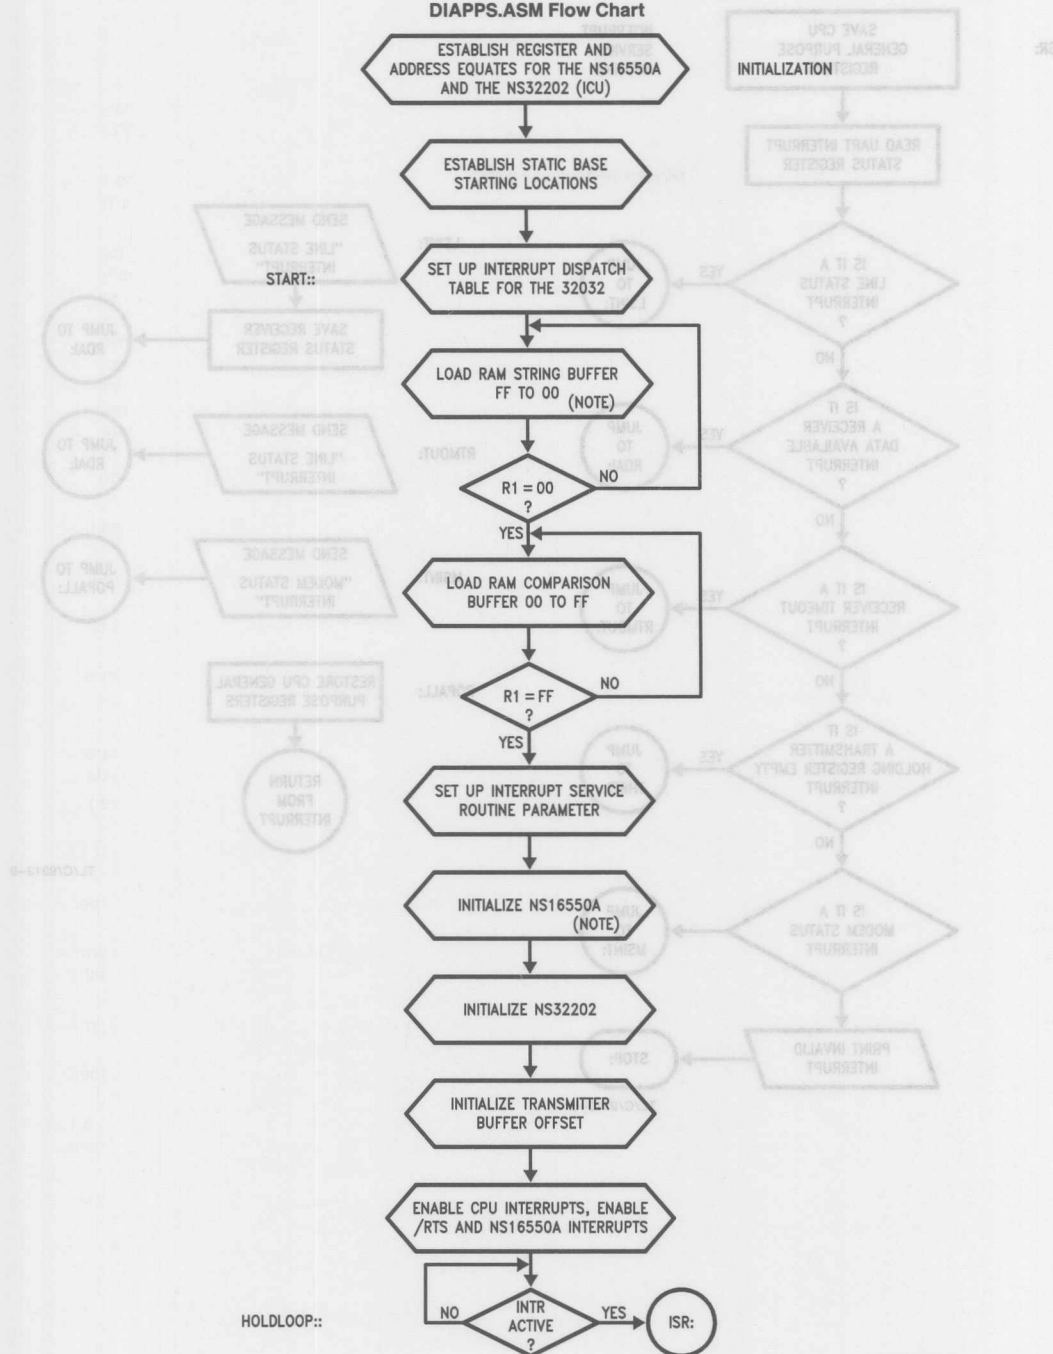 DIAPPS.ASM Flow Chart
ESTABLISH REGISTER AND
ADDRESS EQUATES FOR THE NS16550A
AND THE NS32202 (ICU)
INITIALIZATION
ESTABLISH STATIC BASE
STARTING LOCATIONS
START::
SET UP INTERRUPT DISPATCH
TABLE FOR THE 32032
LOAD RAM STRING BUFFER
FF TO 00 (NOTE)
R1 = 00
?
NO
YES
LOAD RAM COMPARISON
BUFFER 00 TO FF
R1 = FF
?
NO
YES
SET UP INTERRUPT SERVICE
ROUTINE PARAMETER
INITIALIZE NS16550A
(NOTE)
INITIALIZE NS32202
INITIALIZE TRANSMITTER
BUFFER OFFSET
ENABLE CPU INTERRUPTS, ENABLE
/RTS AND NS16550A INTERRUPTS
HOLDLOOP::
NO
INTR
ACTIVE
?
YES
ISR: